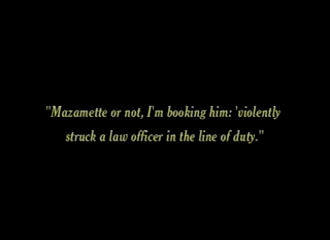 "Mazamette or not, I'm booking him: 'violently
struck a law officer in the line of duty."